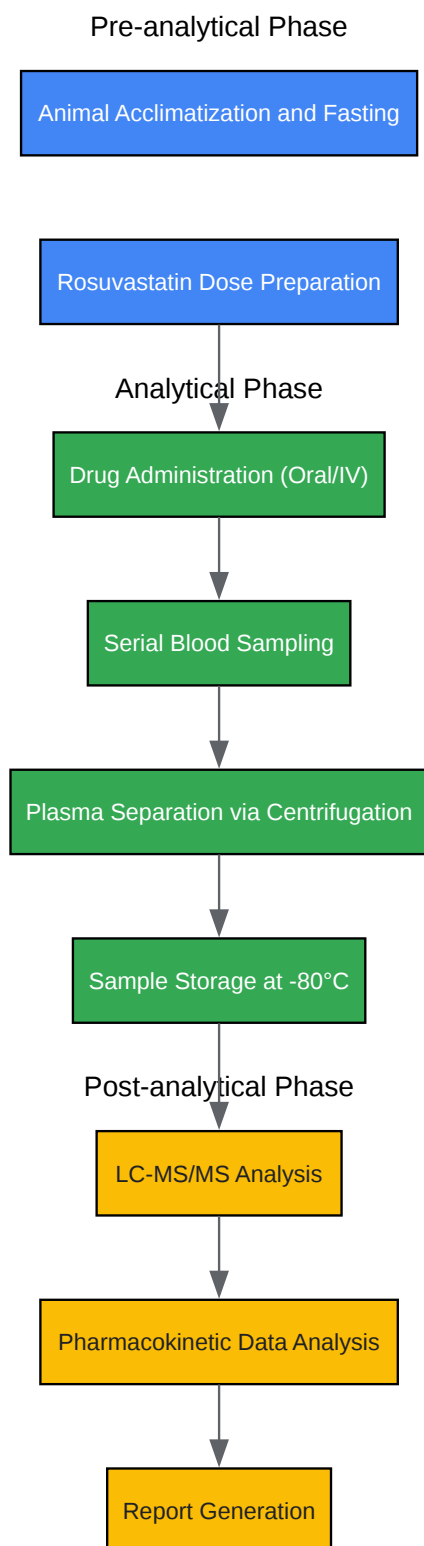 Pre-analytical Phase
Animal Acclimatization and Fasting
Rosuvastatin Dose Preparation
Analytical Phase
Drug Administration (Oral/IV)
Serial Blood Sampling
Plasma Separation via Centrifugation
Sample Storage at -80°C
Post-analytical Phase
LC-MS/MS Analysis
Pharmacokinetic Data Analysis
Report Generation